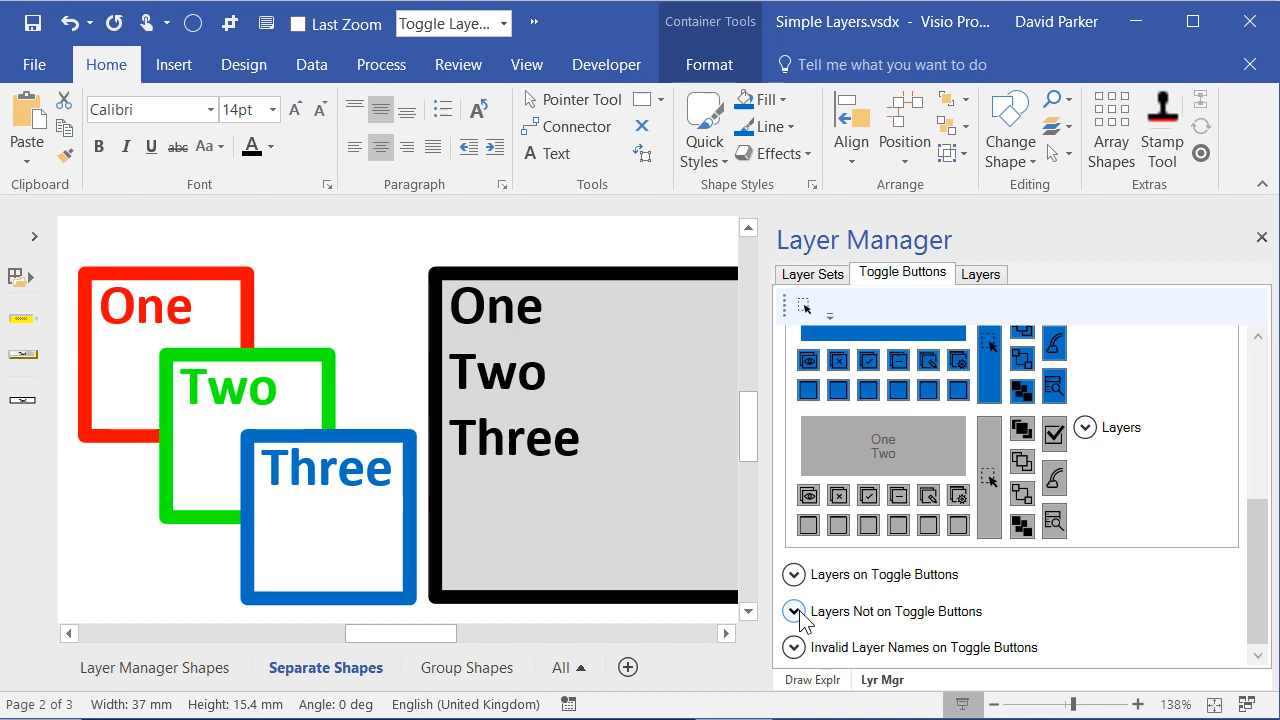 Last Zoom
Toggle Laye...
Container Tools
Simple Layers.vsdx - Visio Pro...
David Parker
File
Home
Insert
Design
Data
Process
Review
View
Developer
Format
Tell me what you want to do
Paste
Clipboard
Calibri
14pt
B I U abc Aa A
Font
Paragraph
Pointer Tool
Connector
A Text
Tools
Quick
Styles
Fill
Line
Effects
Shape Styles
Align
Position
Arrange
Change
Shape
Editing
Array
Shapes
Stamp
Tool
Extras
One
Two
Three
One
Two
Three
Layer Manager
Layer Sets
Toggle Buttons
Layers
One
Two
Layers
Layers on Toggle Buttons
Layers Not on Toggle Buttons
Invalid Layer Names on Toggle Buttons
Draw Explr
Lyr Mgr
Layer Manager Shapes
Separate Shapes
Group Shapes
All
Page 2 of 3
Width: 37 mm
Height: 15.4 mm
Angle: 0 deg
English (United Kingdom)
138%